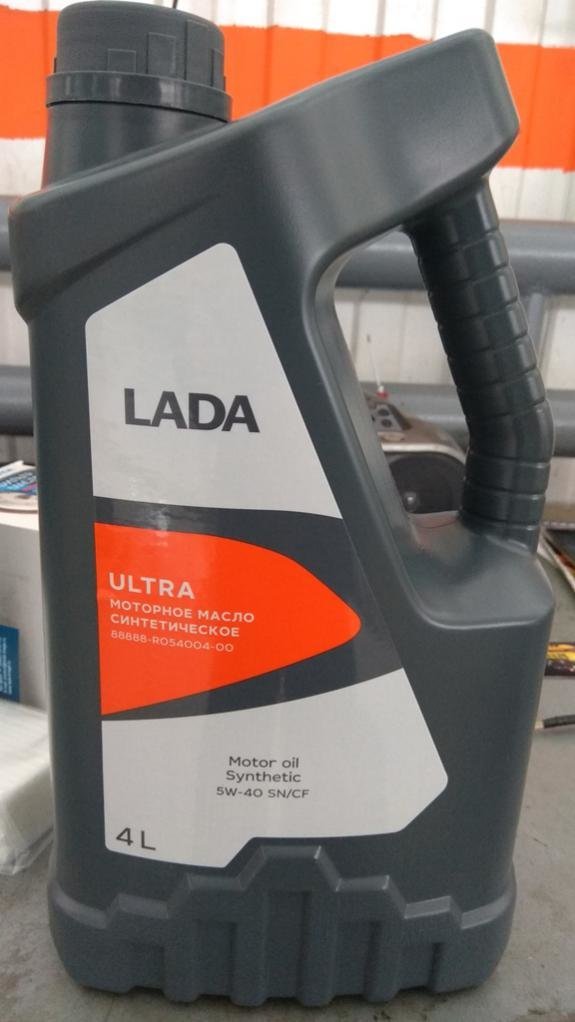 LADA
ULTRA
МОТОРНОЕ МАСЛО
СИНТЕТИЧЕСКОЕ
88888-R054004-00
Motor oil
Synthetic
5W-40 SN/CF
4 L